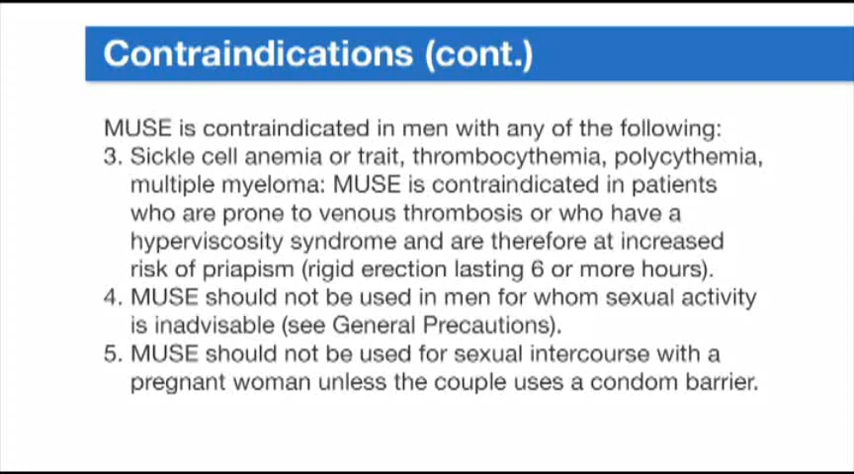 Contraindications (cont.)
MUSE is contraindicated in men with any of the following:
3. Sickle cell anemia or trait, thrombocythemia, polycythemia,
multiple myeloma: MUSE is contraindicated in patients
who are prone to venous thrombosis or who have a
hyperviscosity syndrome and are therefore at increased
risk of priapism (rigid erection lasting 6 or more hours).
4. MUSE should not be used in men for whom sexual activity
is inadvisable (see General Precautions).
5. MUSE should not be used for sexual intercourse with a
pregnant woman unless the couple uses a condom barrier.